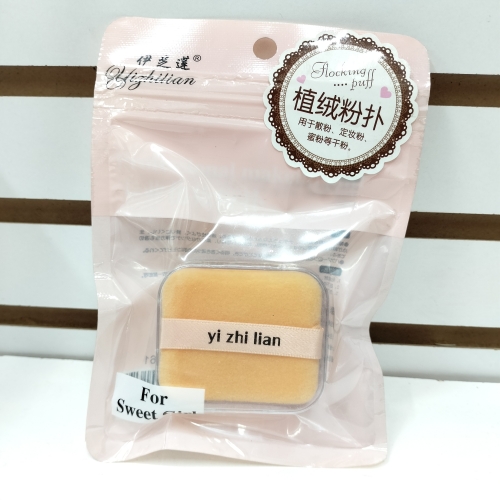 伊芝莲®
Yizhilian
Flocking
puff
植绒粉扑
用于散粉、定妆粉、
蜜粉等干粉。
yi zhi lian
For
Sweet Girl